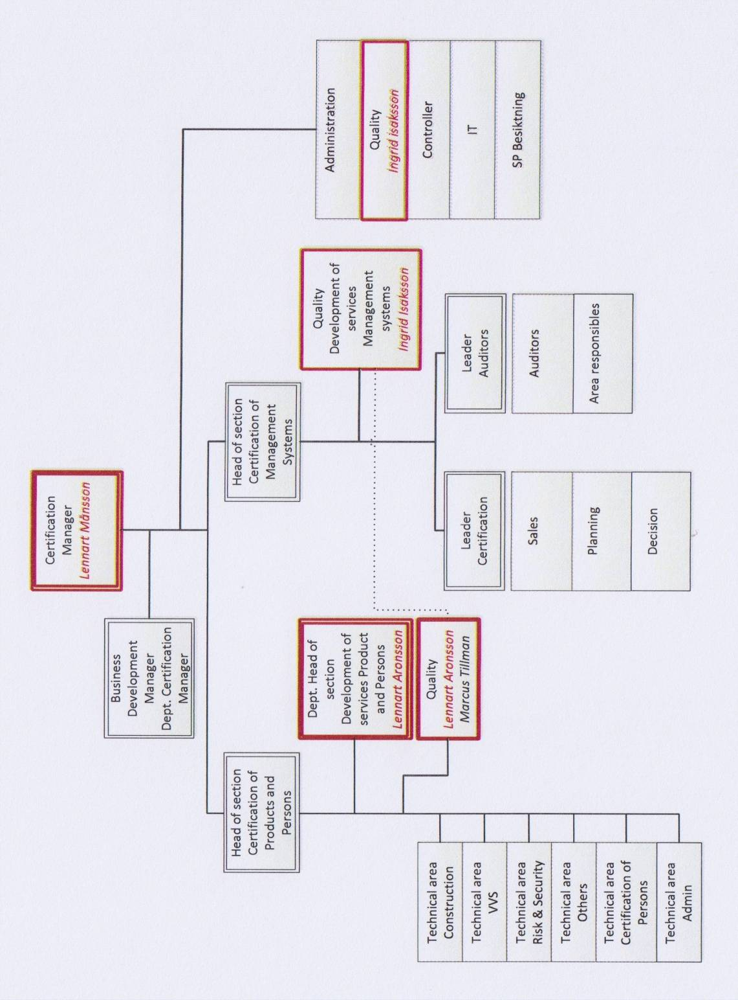 Certification
Manager
Lennart Månsson
Business
Development
Manager
Dept. Certification
Manager
Head of section
Certification of
Products and
Persons
Head of section
Certification of
Management
Systems
Dept. Head of
section
Development of
services Product
and Persons
Lennart Aronsson
Quality
Lennart Aronsson
Marcus Tillman
Quality
Development of
services
Management
systems
Ingrid Isaksson
Administration
Quality
Ingrid isaksson
Controller
IT
SP Besiktning
Technical area
Construction
Technical area
VVS
Technical area
Risk & Security
Technical area
Others
Technical area
Certification of
Persons
Technical area
Admin
Leader
Certification
Sales
Planning
Decision
Leader
Auditors
Auditors
Area responsibles